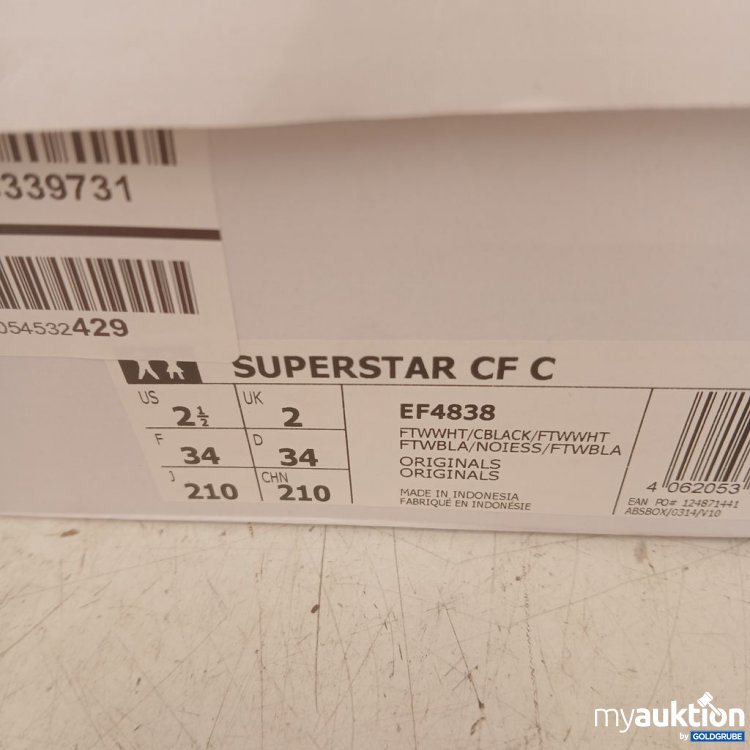 339731
054532429
SUPERSTAR CF C
US 2½ UK 2
F 34 D 34
J 210 CHN 210
EF4838
FTWWHT/CBLACK/FTWWHT
FTWBLA/NOIESS/FTWBLA
ORIGINALS
ORIGINALS
MADE IN INDONESIA
FABRIQUÉ EN INDONÉSIE
4 062053
EAN PO# 124871441
ABSBOX/0314/V10
myauktion
by GOLDGRUBE